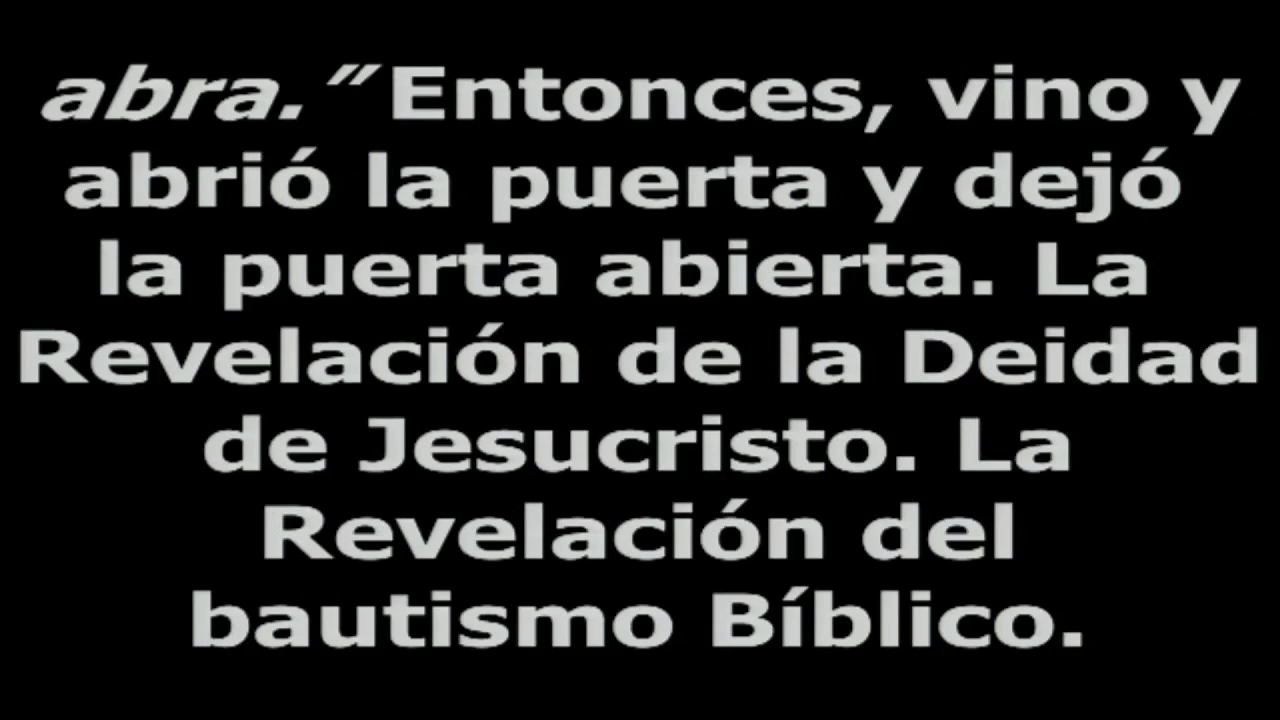 abra.” Entonces, vino y
abrió la puerta y dejó
la puerta abierta. La
Revelación de la Deidad
de Jesucristo. La
Revelación del
bautismo Bíblico.